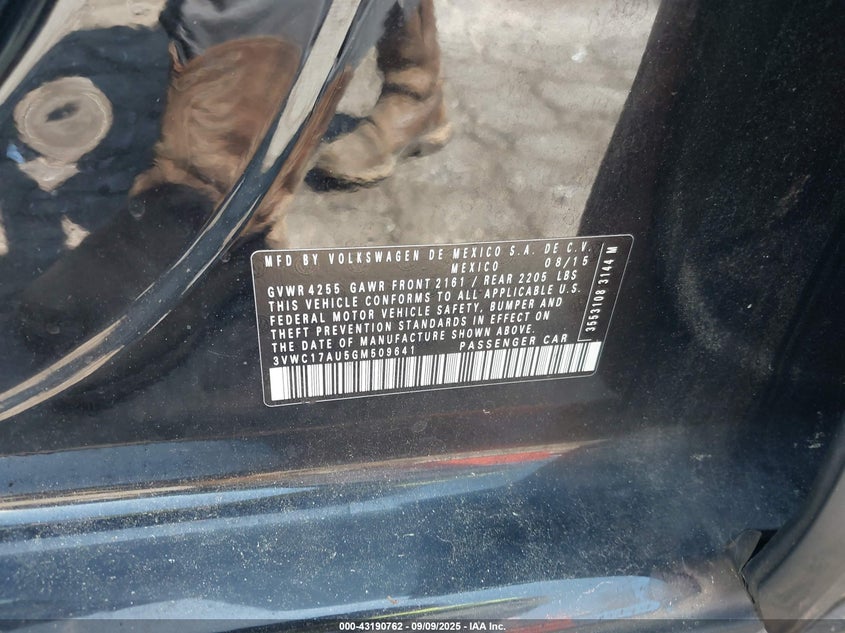 MFD BY VOLKSWAGEN DE MEXICO S.A. DE C.V.
MEXICO 08/15
GVWR 4255 GAWR FRONT 2161 / REAR 2205 LBS
THIS VEHICLE CONFORMS TO ALL APPLICABLE U.S.
FEDERAL MOTOR VEHICLE SAFETY, BUMPER AND
THEFT PREVENTION STANDARDS IN EFFECT ON
THE DATE OF MANUFACTURE SHOWN ABOVE.
3VWC17AU5GM509641 PASSENGER CAR
3553108 3144 M
000-43190762 - 09/09/2025 - IAA Inc.